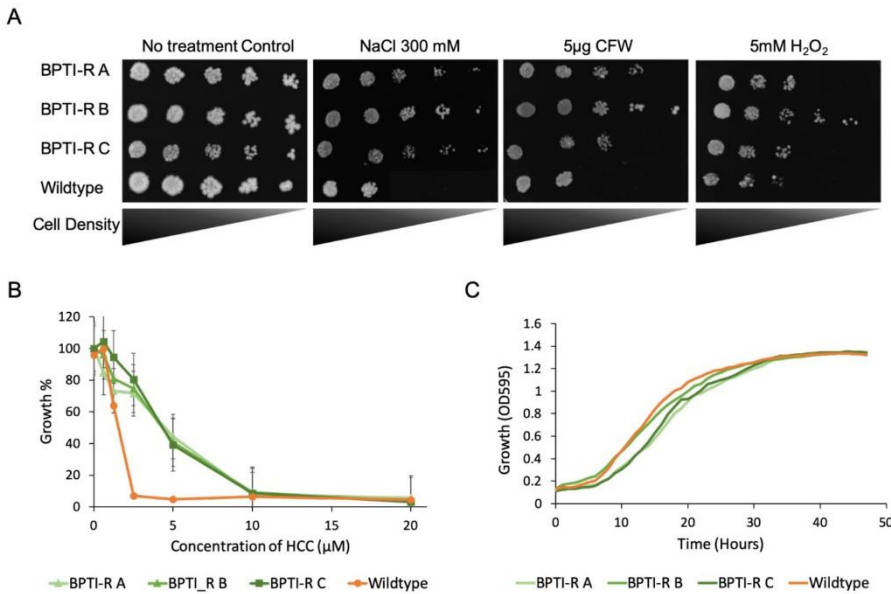 A
No treatment Control NaCl 300 mM 5µg CFW 5mM H₂O₂
BPTI-R A
BPTI-R B
BPTI-R C
Wildtype
Cell Density
B
120
100
80
60
40
20
0
0 5 10 15 20
Growth %
Concentration of HCC (µM)
BPTI-R A BPTI_R B BPTI-R C Wildtype
C
1.6
1.4
1.2
1
0.8
0.6
0.4
0.2
0 10 20 30 40 50
Growth (OD595)
Time (Hours)
BPTI-R A BPTI-R B BPTI-R C Wildtype